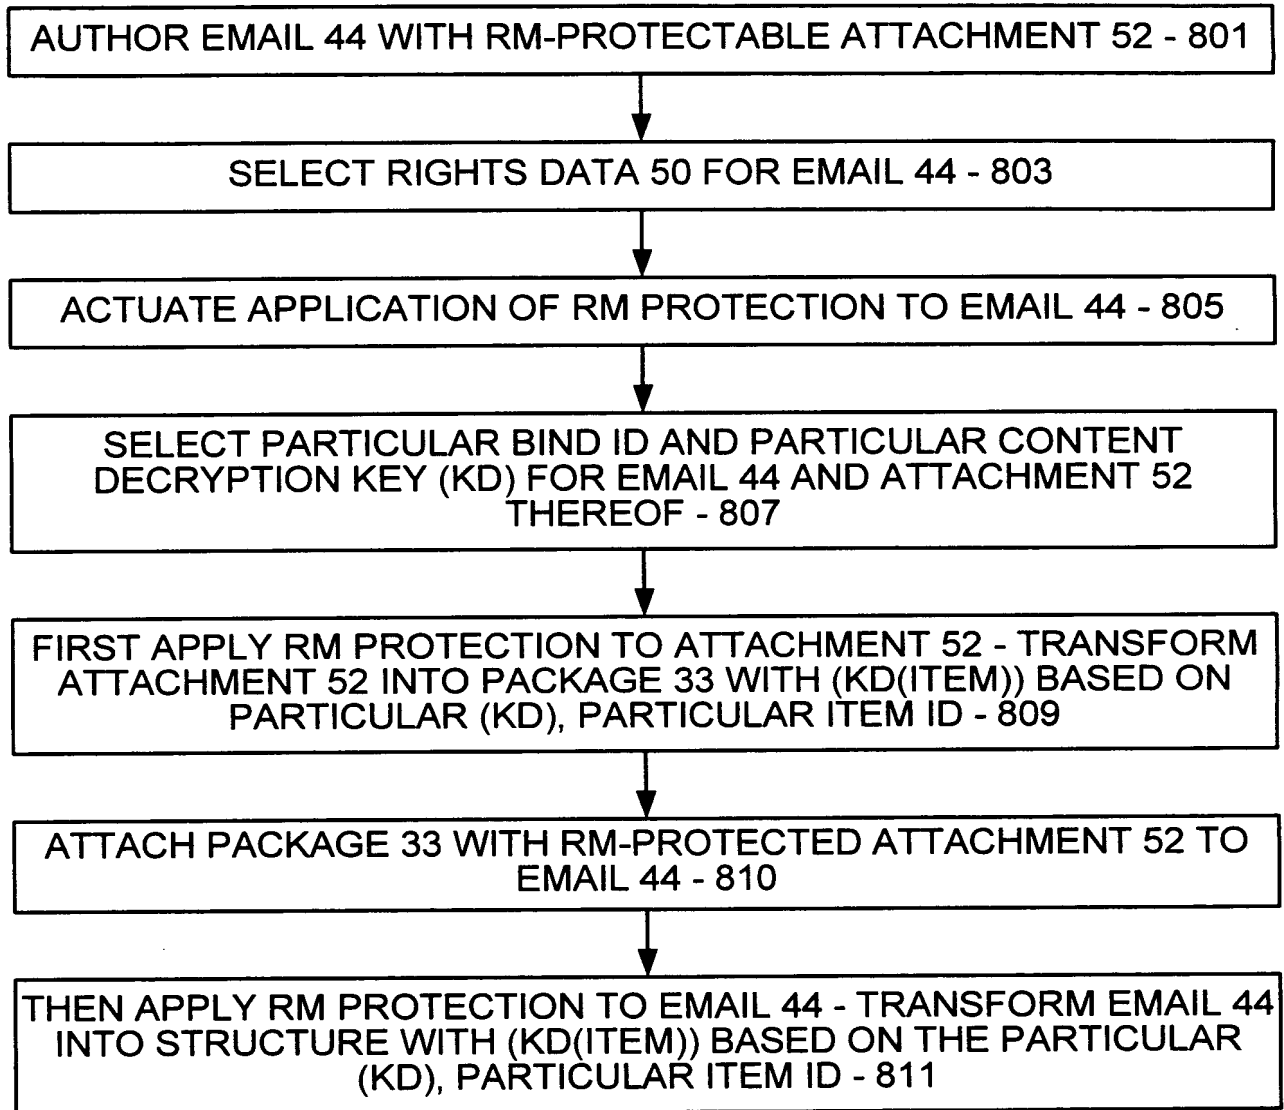 AUTHOR EMAIL 44 WITH RM-PROTECTABLE ATTACHMENT 52 - 801
SELECT RIGHTS DATA 50 FOR EMAIL 44 - 803
ACTUATE APPLICATION OF RM PROTECTION TO EMAIL 44 - 805
SELECT PARTICULAR BIND ID AND PARTICULAR CONTENT
DECRYPTION KEY (KD) FOR EMAIL 44 AND ATTACHMENT 52
THEREOF - 807
FIRST APPLY RM PROTECTION TO ATTACHMENT 52 - TRANSFORM
ATTACHMENT 52 INTO PACKAGE 33 WITH (KD(ITEM)) BASED ON
PARTICULAR (KD), PARTICULAR ITEM ID - 809
ATTACH PACKAGE 33 WITH RM-PROTECTED ATTACHMENT 52 TO
EMAIL 44 - 810
THEN APPLY RM PROTECTION TO EMAIL 44 - TRANSFORM EMAIL 44
INTO STRUCTURE WITH (KD(ITEM)) BASED ON THE PARTICULAR
(KD), PARTICULAR ITEM ID - 811